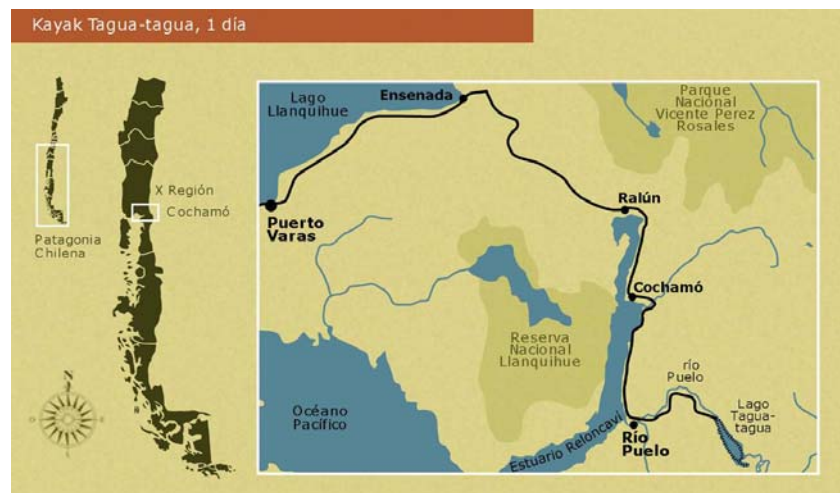 Kayak Tagua-tagua, 1 día
X Región
Cochamó
Patagonia
Chilena
N
Lago
Llanquihue
Ensenada
Parque
Nacional
Vicente Perez
Rosales
Puerto
Varas
Ralún
Cochamó
Reserva
Nacional
Llanquihue
río
Puelo
Lago
Tagua-
tagua
Océano
Pacífico
Estuario Reloncavi
Río
Puelo